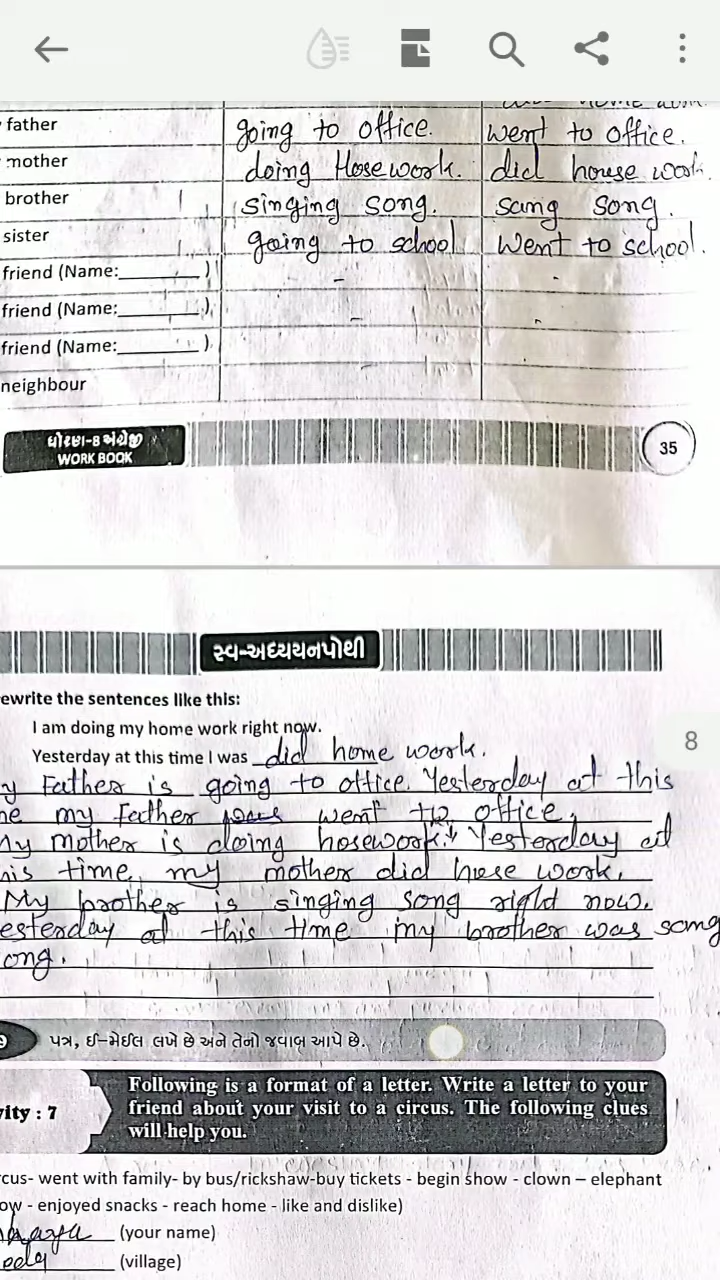 father going to office. went to office.
mother doing Hosework. did house work.
brother singing song. sang song.
sister going to school went to school.
friend (Name:________) - -
friend (Name:________) - -
friend (Name:________)
neighbour
ધોરણ-8 અંગ્રેજી
WORK BOOK
35
સ્વ-અધ્યયનપોથી
8
ewrite the sentences like this:
I am doing my home work right now.
Yesterday at this time I was did home work.
y Father is going to office. Yesterday at this
me my Father went to office.
My mother is doing hosework. Yesterday at
his time, my mother did hose work.
My brother is singing song right now.
esterday at this time my brother was song
ong.
9 પત્ર, ઈ-મેઈલ લખે છે અને તેનો જવાબ આપે છે.
vity : 7
Following is a format of a letter. Write a letter to your
friend about your visit to a circus. The following clues
will help you.
rcus- went with family- by bus/rickshaw-buy tickets - begin show - clown – elephant
ow - enjoyed snacks - reach home - like and dislike)
(your name)
(village)